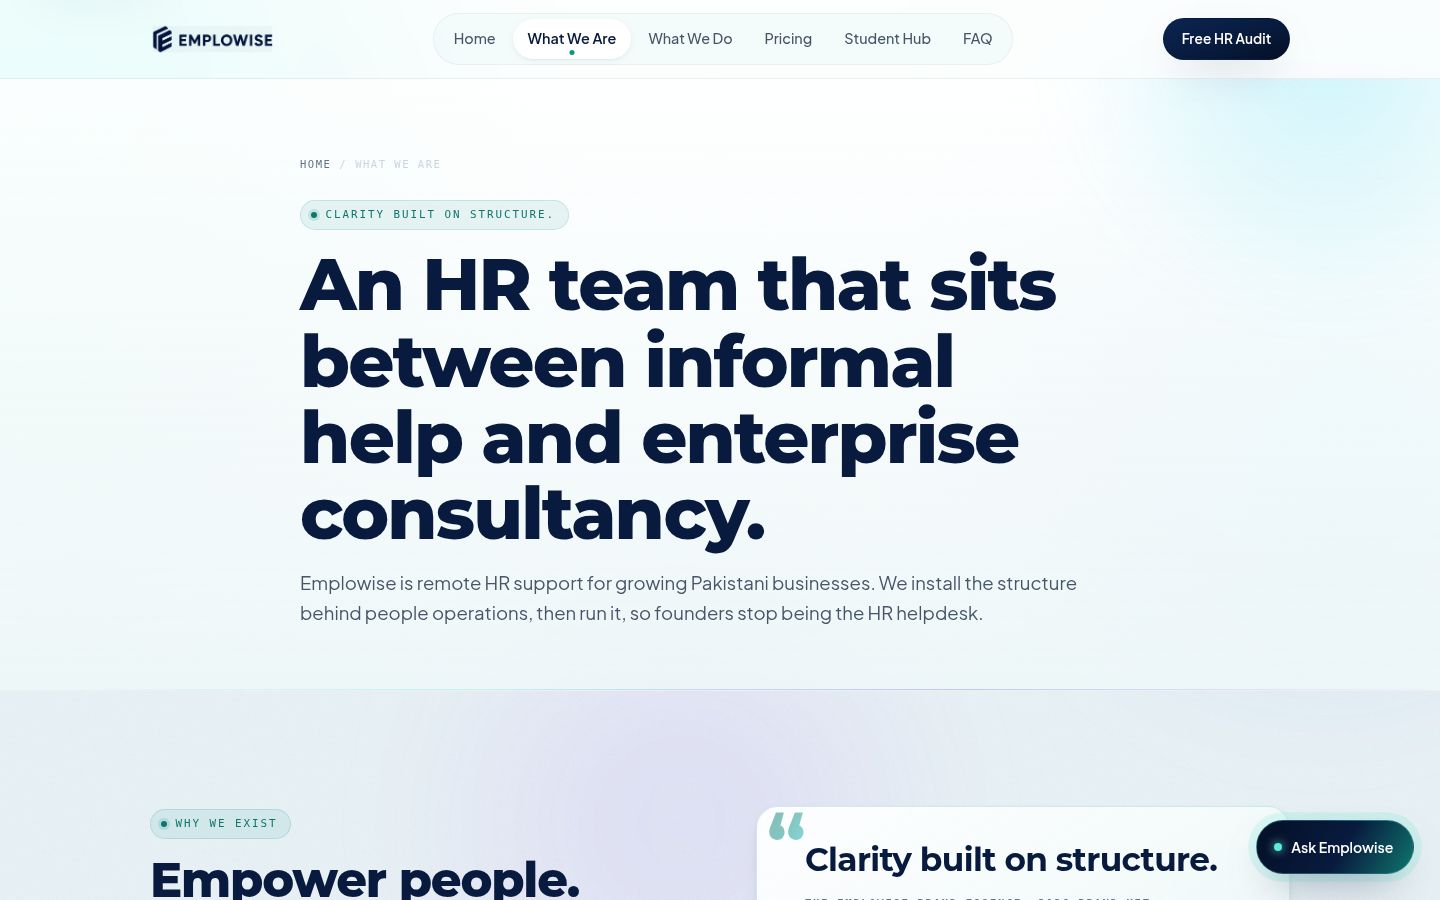 EMPLOWISE
Home
What We Are
What We Do
Pricing
Student Hub
FAQ
Free HR Audit
HOME / WHAT WE ARE
CLARITY BUILT ON STRUCTURE.
An HR team that sits
between informal
help and enterprise
consultancy.
Emplowise is remote HR support for growing Pakistani businesses. We install the structure
behind people operations, then run it, so founders stop being the HR helpdesk.
WHY WE EXIST
Empower people.
“
Clarity built on structure.
Ask Emplowise